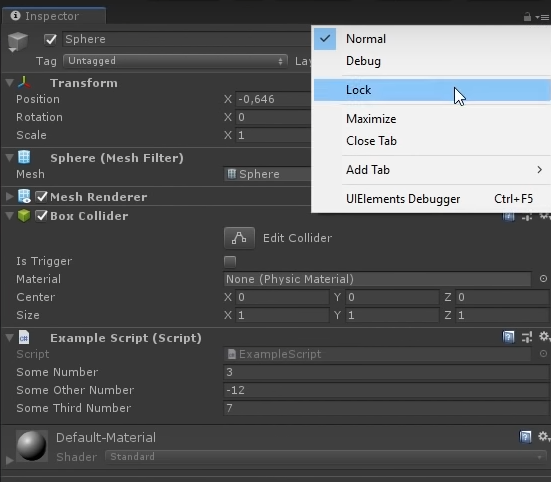 Inspector
Sphere
Normal
Tag Untagged
Debug
Transform
Lock
Position X -0,646
Rotation X 0
Maximize
Scale X 1
Close Tab
Sphere (Mesh Filter)
Add Tab
Mesh Sphere
Mesh Renderer
UIElements Debugger Ctrl+F5
Box Collider
Edit Collider
Is Trigger
Material None (Physic Material)
Center X 0 Y 0 Z 0
Size X 1 Y 1 Z 1
Example Script (Script)
Script ExampleScript
Some Number 3
Some Other Number -12
Some Third Number 7
Default-Material
Shader Standard